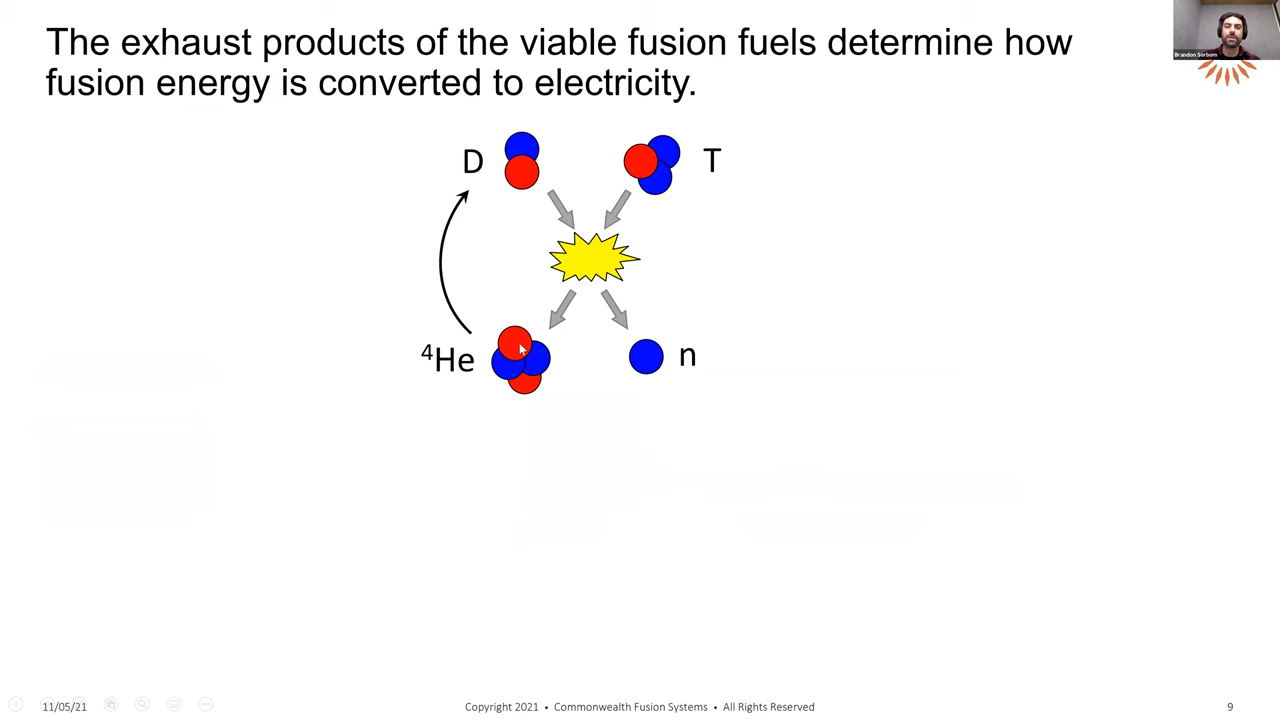 The exhaust products of the viable fusion fuels determine how
fusion energy is converted to electricity.
Brandon Sorbom
D
T
⁴He
n
11/05/21
Copyright 2021 • Commonwealth Fusion Systems • All Rights Reserved
9